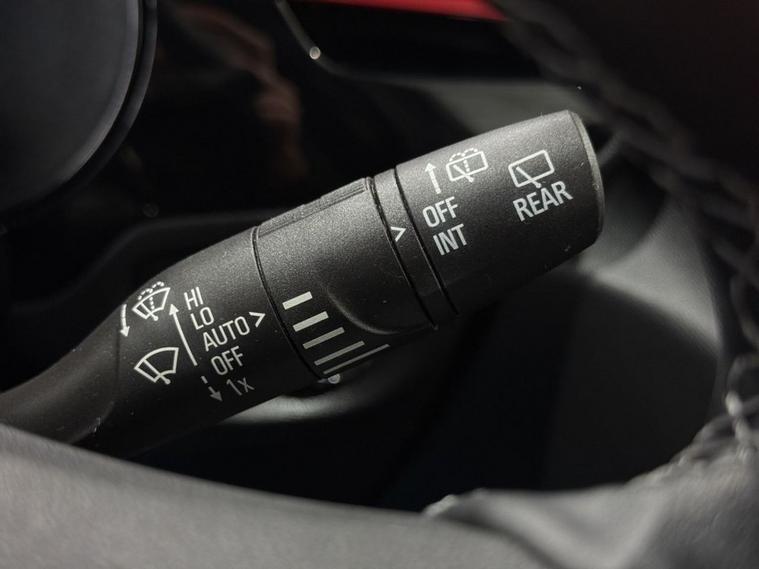 HI
LO
AUTO >
OFF
1x
>
OFF
INT
REAR